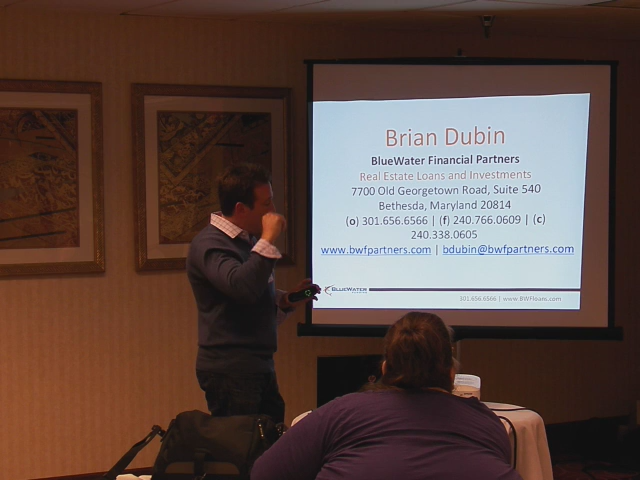 Brian Dubin
BlueWater Financial Partners
Real Estate Loans and Investments
7700 Old Georgetown Road, Suite 540
Bethesda, Maryland 20814
(o) 301.656.6566 | (f) 240.766.0609 | (c)
240.338.0605
www.bwfpartners.com | bdubin@bwfpartners.com
BLUEWATER
301.656.6566 | www.BWFloans.com